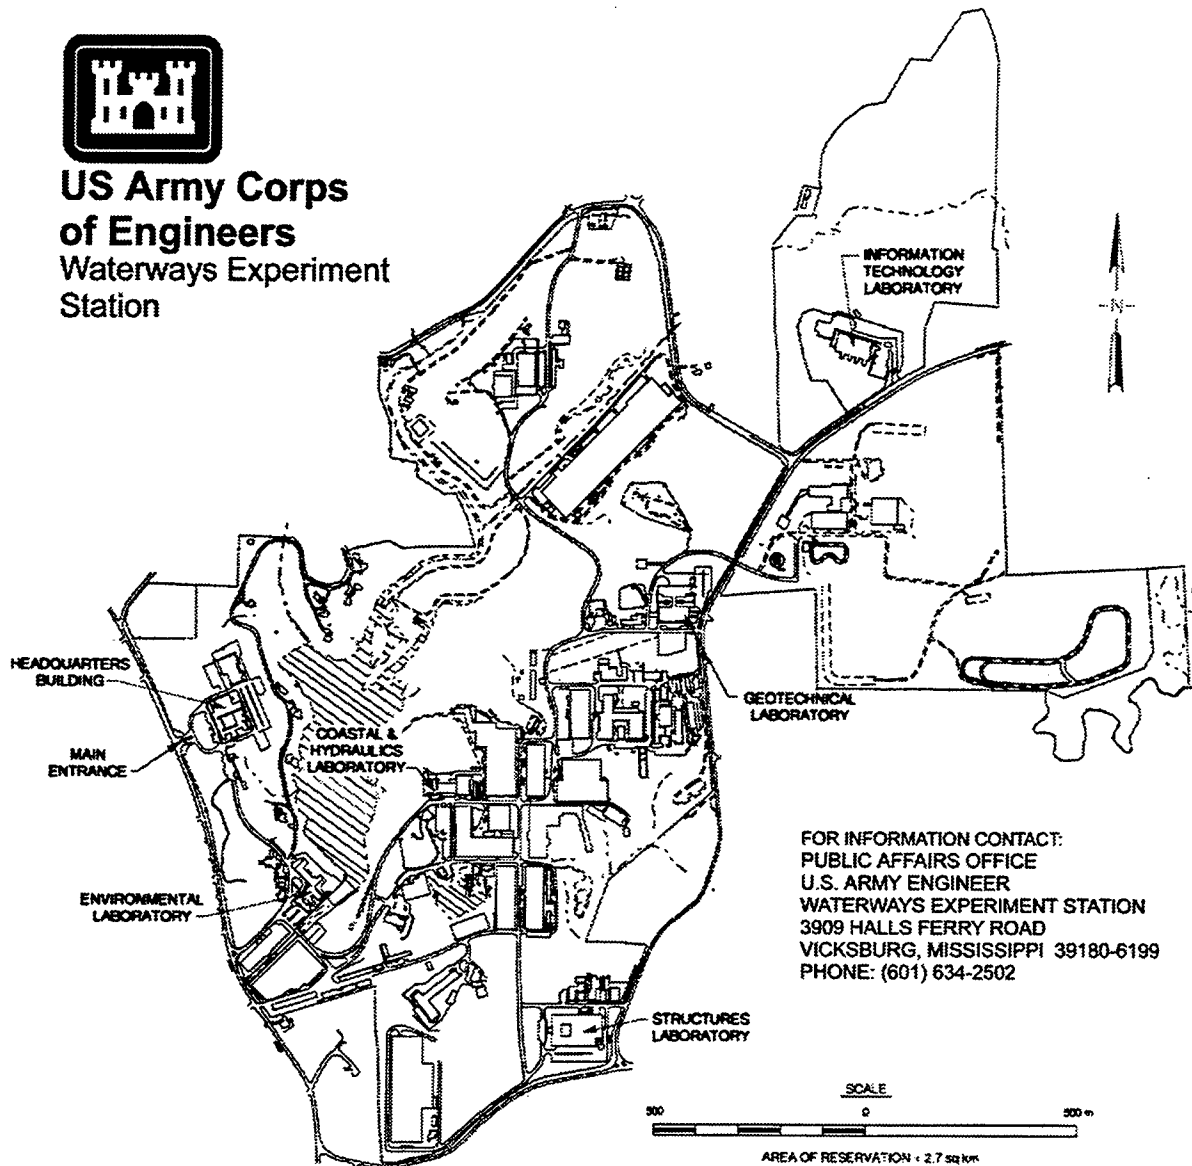 US Army Corps
of Engineers
Waterways Experiment
Station
INFORMATION
TECHNOLOGY
LABORATORY
N
HEADQUARTERS
BUILDING
MAIN
ENTRANCE
COASTAL &
HYDRAULICS
LABORATORY
GEOTECHNICAL
LABORATORY
ENVIRONMENTAL
LABORATORY
STRUCTURES
LABORATORY
FOR INFORMATION CONTACT:
PUBLIC AFFAIRS OFFICE
U.S. ARMY ENGINEER
WATERWAYS EXPERIMENT STATION
3909 HALLS FERRY ROAD
VICKSBURG, MISSISSIPPI 39180-6199
PHONE: (601) 634-2502
SCALE
500 0 500 m
AREA OF RESERVATION = 2.7 sq km